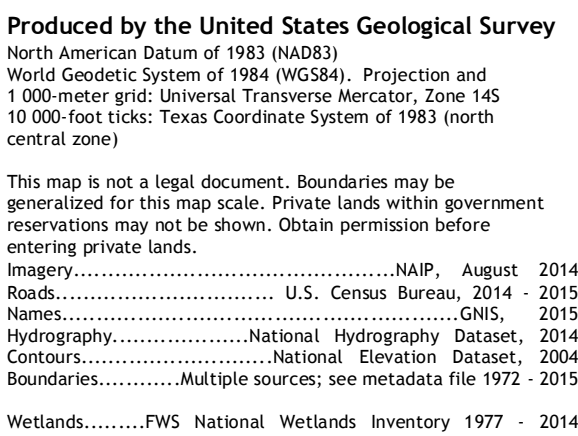 Produced by the United States Geological Survey
North American Datum of 1983 (NAD83)
World Geodetic System of 1984 (WGS84). Projection and
1 000-meter grid: Universal Transverse Mercator, Zone 14S
10 000-foot ticks: Texas Coordinate System of 1983 (north
central zone)
This map is not a legal document. Boundaries may be
generalized for this map scale. Private lands within government
reservations may not be shown. Obtain permission before
entering private lands.
Imagery..............................................NAIP, August 2014
Roads............................... U.S. Census Bureau, 2014 - 2015
Names.....................................................GNIS, 2015
Hydrography....................National Hydrography Dataset, 2014
Contours...........................National Elevation Dataset, 2004
Boundaries............Multiple sources; see metadata file 1972 - 2015
Wetlands.........FWS National Wetlands Inventory 1977 - 2014